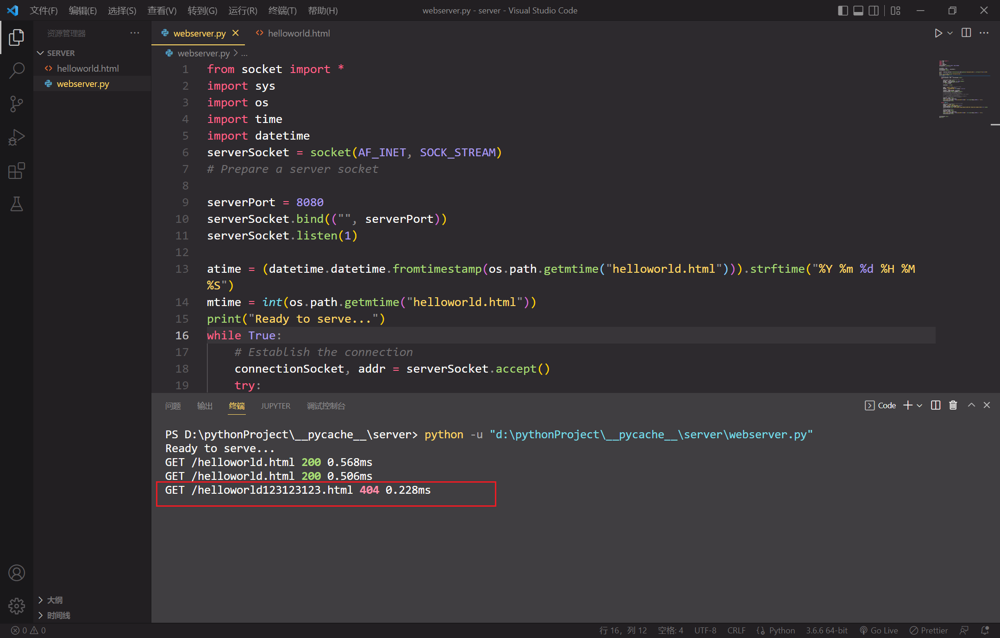 文件(F) 编辑(E) 选择(S) 查看(V) 转到(G) 运行(R) 终端(T) 帮助(H) webserver.py - server - Visual Studio Code
资源管理器
SERVER
helloworld.html
webserver.py
大纲
时间线
webserver.py helloworld.html
webserver.py > ...
1 from socket import *
2 import sys
3 import os
4 import time
5 import datetime
6 serverSocket = socket(AF_INET, SOCK_STREAM)
7 # Prepare a server socket
8
9 serverPort = 8080
10 serverSocket.bind(("", serverPort))
11 serverSocket.listen(1)
12
13 atime = (datetime.datetime.fromtimestamp(os.path.getmtime("helloworld.html"))).strftime("%Y %m %d %H %M
%S")
14 mtime = int(os.path.getmtime("helloworld.html"))
15 print("Ready to serve...")
16 while True:
17 # Establish the connection
18 connectionSocket, addr = serverSocket.accept()
19 try:
问题 输出 终端 JUPYTER 调试控制台 Code
PS D:\pythonProject\__pycache__\server> python -u "d:\pythonProject\__pycache__\server\webserver.py"
Ready to serve...
GET /helloworld.html 200 0.568ms
GET /helloworld.html 200 0.506ms
GET /helloworld123123123.html 404 0.228ms
0 0 行 16，列 12 空格: 4 UTF-8 CRLF Python 3.6.6 64-bit Go Live Prettier